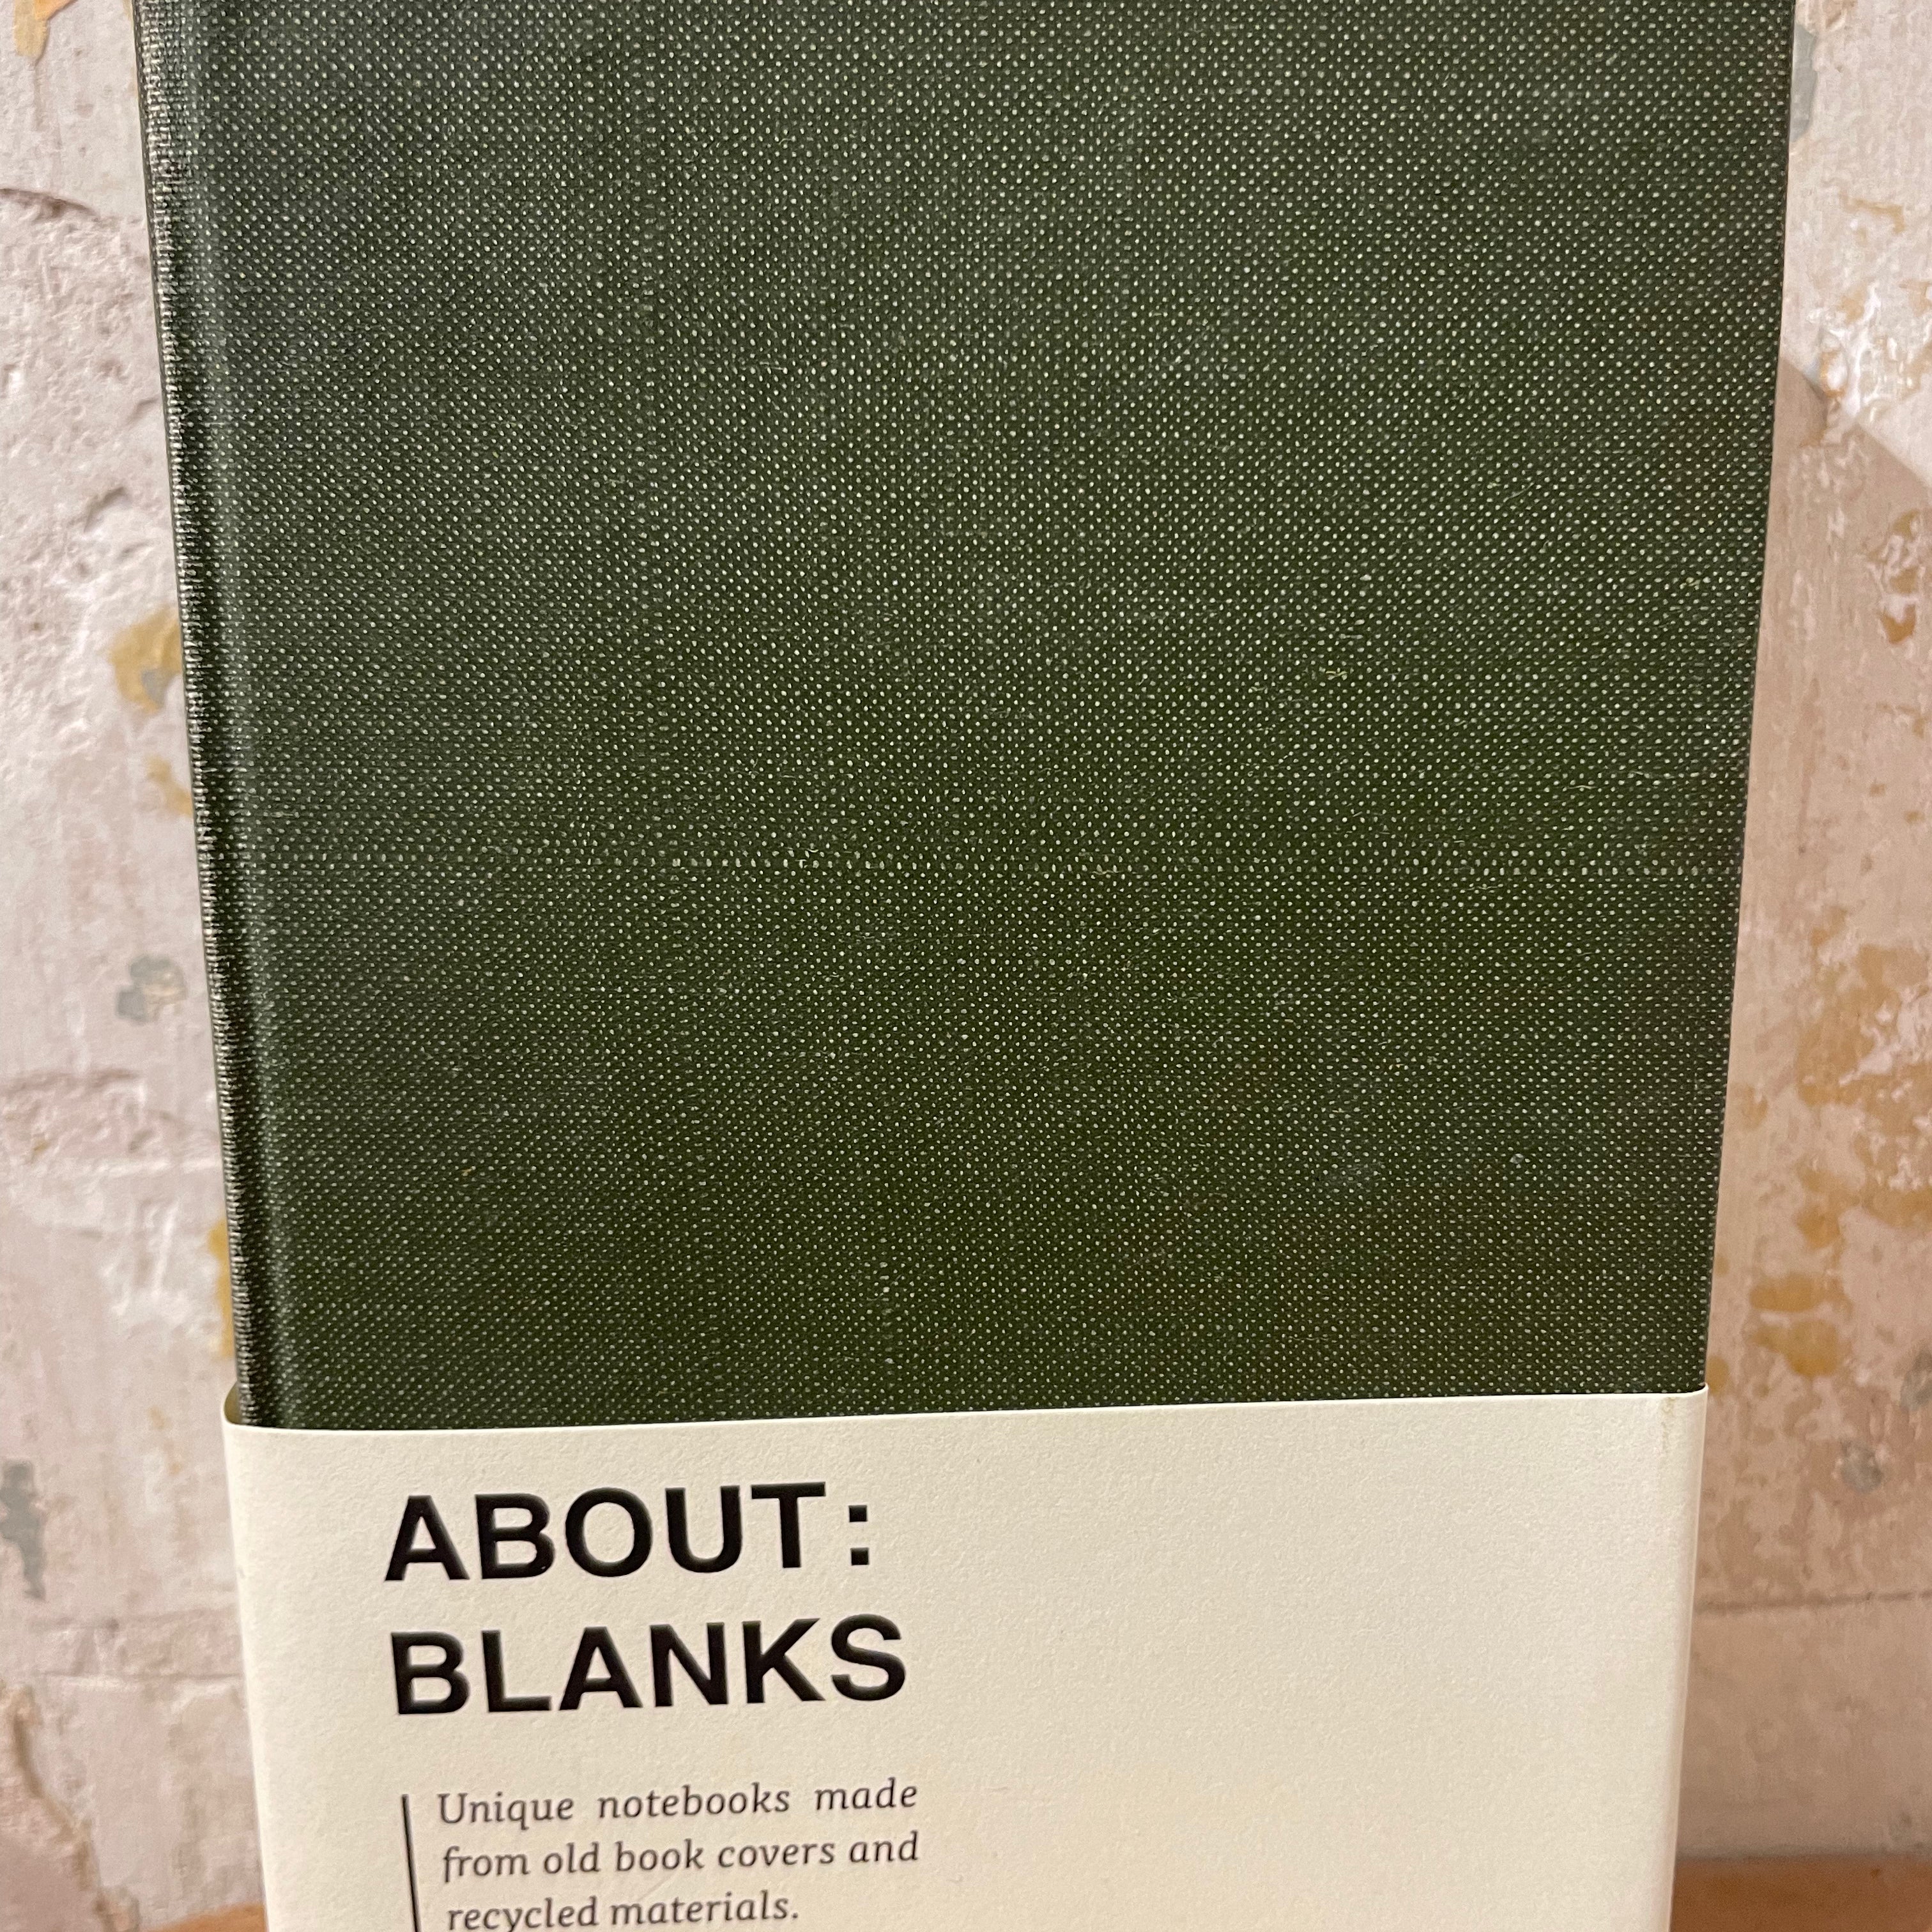 ABOUT:
BLANKS
Unique notebooks made
from old book covers and
recycled materials.